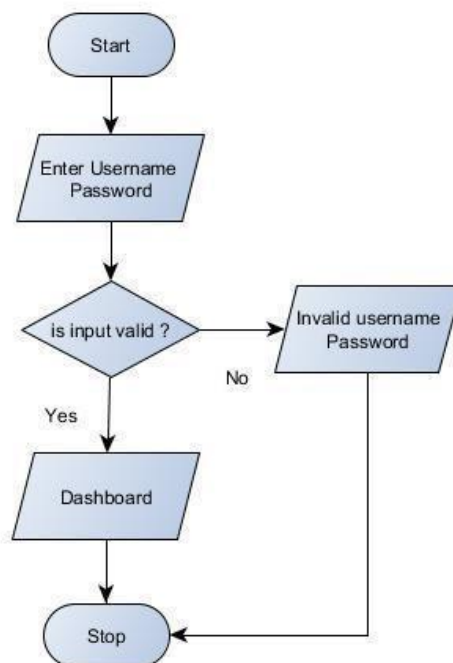 Start
Enter Username
Password
is input valid ?
Invalid username
Password
No
Yes
Dashboard
Stop